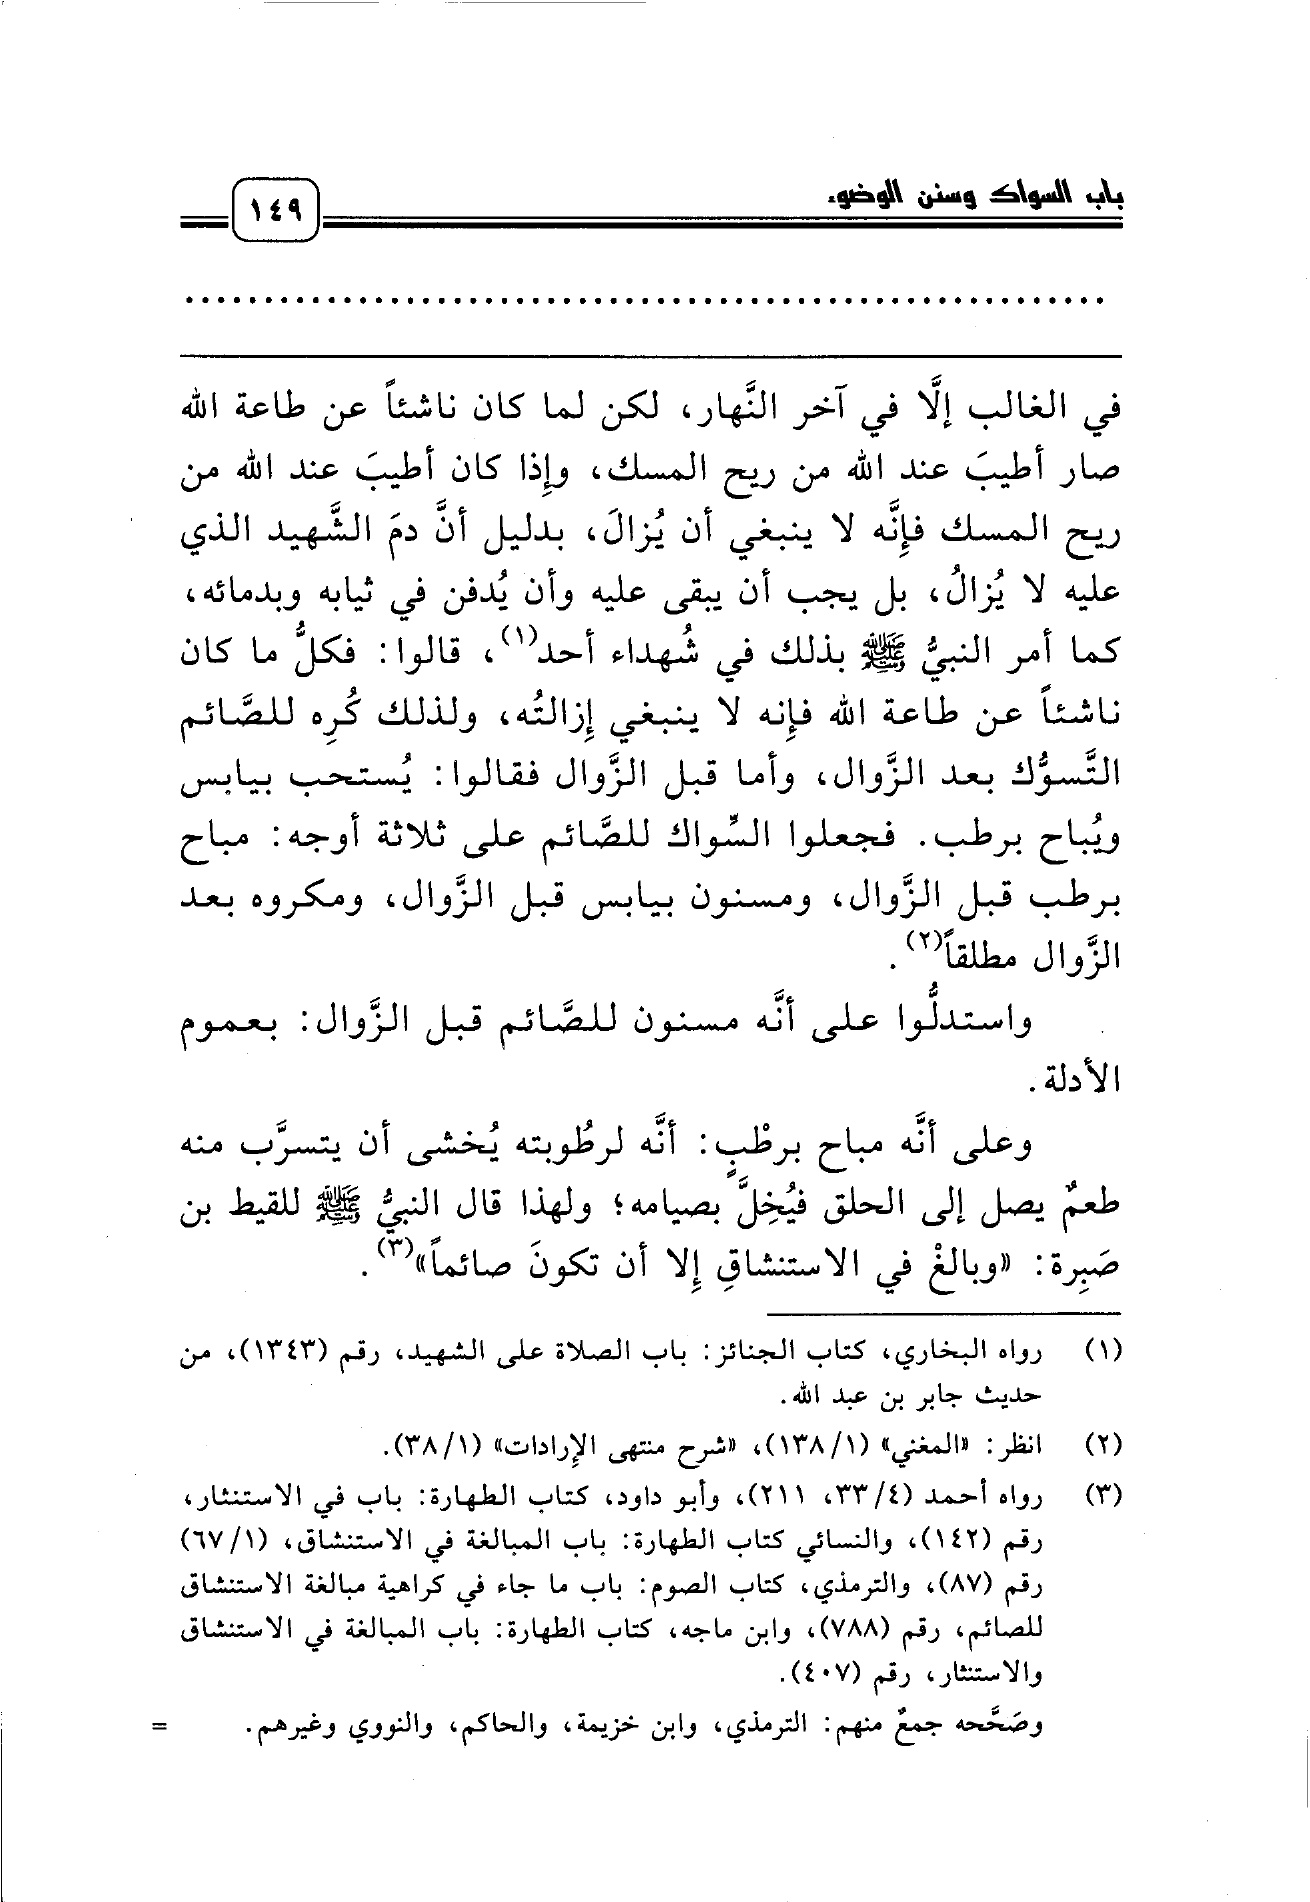 باب السواك وسنن الوضوء
١٤٩
............................................................
في الغالب إلَّا في آخر النَّهار، لكن لما كان ناشئاً عن طاعة الله
صار أطيبَ عند الله من ريح المسك، وإِذا كان أطيبَ عند الله من
ريح المسك فإِنَّه لا ينبغي أن يُزالَ، بدليل أنَّ دمَ الشَّهيد الذي
عليه لا يُزالُ، بل يجب أن يبقى عليه وأن يُدفن في ثيابه وبدمائه،
كما أمر النبيُّ ﷺ بذلك في شُهداء أحد(١)، قالوا: فكلُّ ما كان
ناشئاً عن طاعة الله فإِنه لا ينبغي إِزالتُه، ولذلك كُرِه للصَّائم
التَّسوُّك بعد الزَّوال، وأما قبل الزَّوال فقالوا: يُستحب بيابس
ويُباح برطب. فجعلوا السِّواك للصَّائم على ثلاثة أوجه: مباح
برطب قبل الزَّوال، ومسنون بيابس قبل الزَّوال، ومكروه بعد
الزَّوال مطلقاً(٢).
واستدلُّوا على أنَّه مسنون للصَّائم قبل الزَّوال: بعموم
الأدلة.
وعلى أنَّه مباح برطْبٍ: أنَّه لرطُوبته يُخشى أن يتسرَّب منه
طعمٌ يصل إلى الحلق فيُخِلَّ بصيامه؛ ولهذا قال النبيُّ ﷺ للقيط بن
صَبِرة: «وبالغْ في الاستنشاقِ إِلا أن تكونَ صائماً»(٣).
(١) رواه البخاري، كتاب الجنائز: باب الصلاة على الشهيد، رقم (١٣٤٣)، من
حديث جابر بن عبد الله.
(٢) انظر: «المغني» (١/ ١٣٨)، «شرح منتهى الإرادات» (١/ ٣٨).
(٣) رواه أحمد (٤/ ٣٣، ٢١١)، وأبو داود، كتاب الطهارة: باب في الاستنثار،
رقم (١٤٢)، والنسائي كتاب الطهارة: باب المبالغة في الاستنشاق، (١/ ٦٧)
رقم (٨٧)، والترمذي، كتاب الصوم: باب ما جاء في كراهية مبالغة الاستنشاق
للصائم، رقم (٧٨٨)، وابن ماجه، كتاب الطهارة: باب المبالغة في الاستنشاق
والاستنثار، رقم (٤٠٧).
وصَحَّحه جمعٌ منهم: الترمذي، وابن خزيمة، والحاكم، والنووي وغيرهم. =